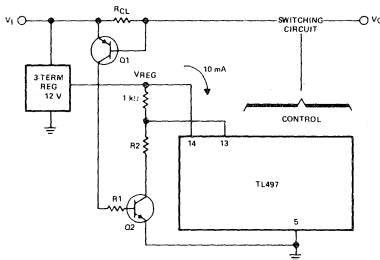 VI
RCL
SWITCHING
CIRCUIT
VO
Q1
3-TERM
REG
12 V
VREG
10 mA
1 kΩ
CONTROL
14
13
R2
TL497
R1
Q2
5